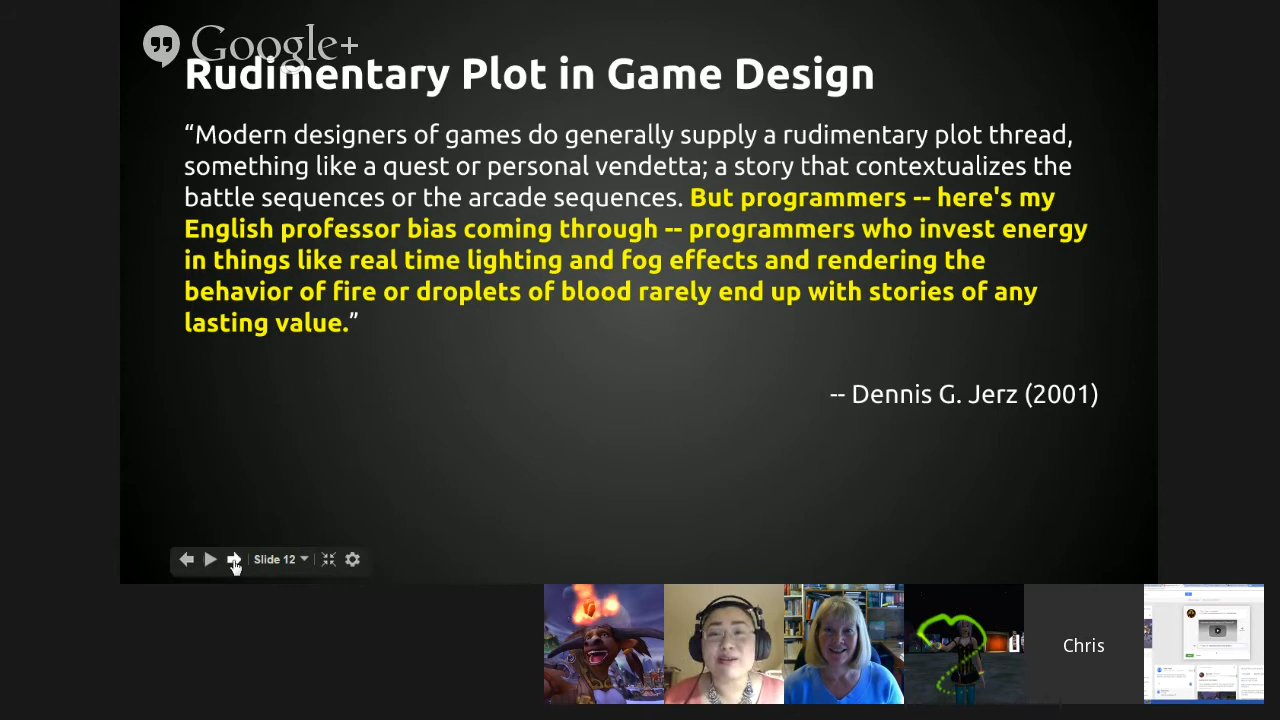 Google+
Rudimentary Plot in Game Design
“Modern designers of games do generally supply a rudimentary plot thread,
something like a quest or personal vendetta; a story that contextualizes the
battle sequences or the arcade sequences. But programmers -- here's my
English professor bias coming through -- programmers who invest energy
in things like real time lighting and fog effects and rendering the
behavior of fire or droplets of blood rarely end up with stories of any
lasting value.”
-- Dennis G. Jerz (2001)
Slide 12
Chris